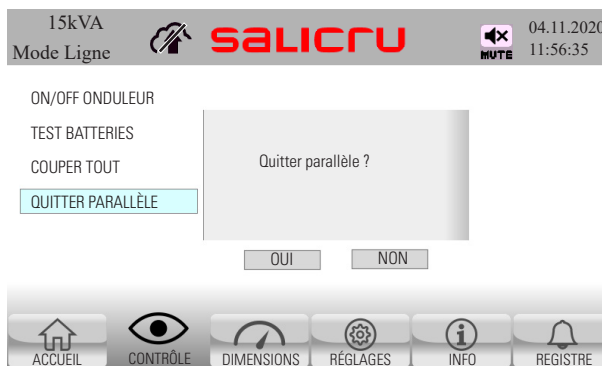 15kVA
Mode Ligne
salicru
MUTE
04.11.2020
11:56:35
ON/OFF ONDULEUR
TEST BATTERIES
COUPER TOUT
QUITTER PARALLÈLE
Quitter parallèle ?
OUI NON
ACCUEIL CONTRÔLE DIMENSIONS RÉGLAGES INFO REGISTRE